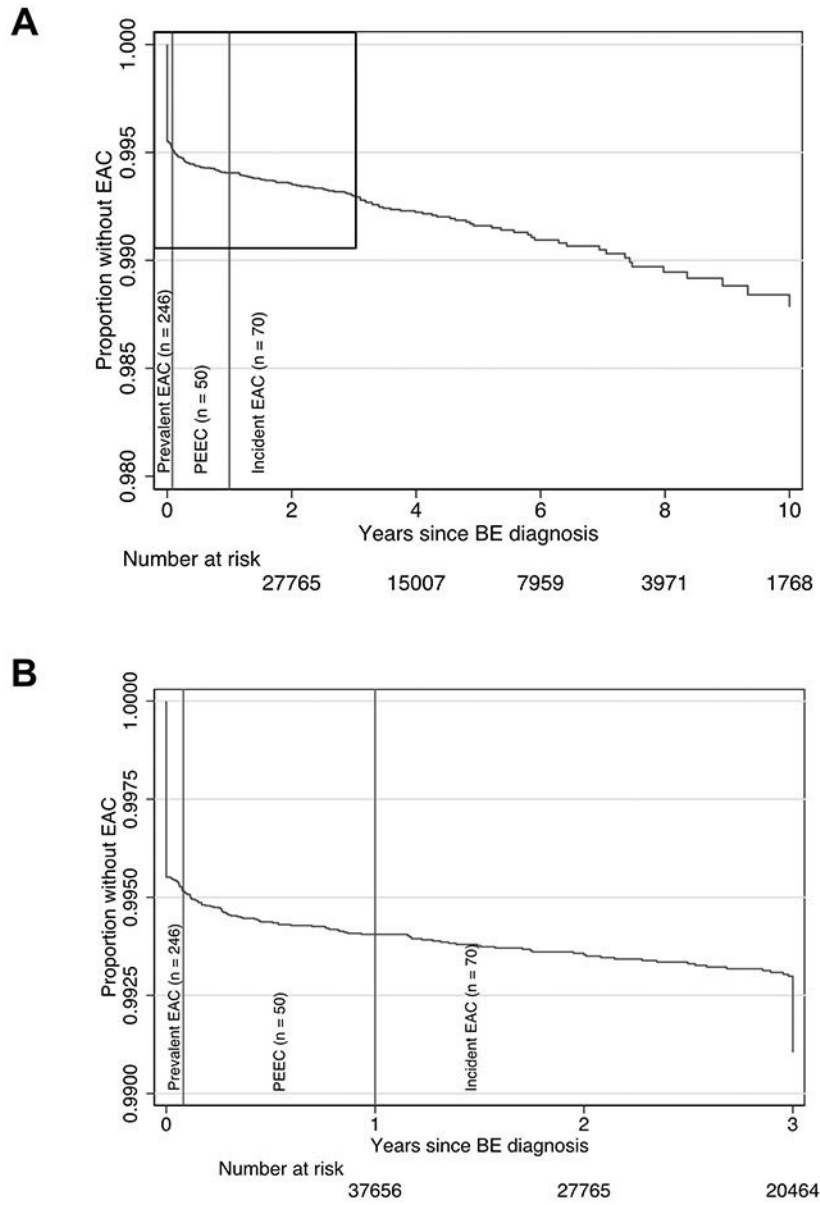 A
Proportion without EAC
1.000
0.995
0.990
0.985
0.980
Prevalent EAC (n = 246)
PEEC (n = 50)
Incident EAC (n = 70)
0 2 4 6 8 10
Years since BE diagnosis
Number at risk
27765 15007 7959 3971 1768
B
Proportion without EAC
1.0000
0.9975
0.9950
0.9925
0.9900
Prevalent EAC (n = 246)
PEEC (n = 50)
Incident EAC (n = 70)
0 1 2 3
Years since BE diagnosis
Number at risk
37656 27765 20464